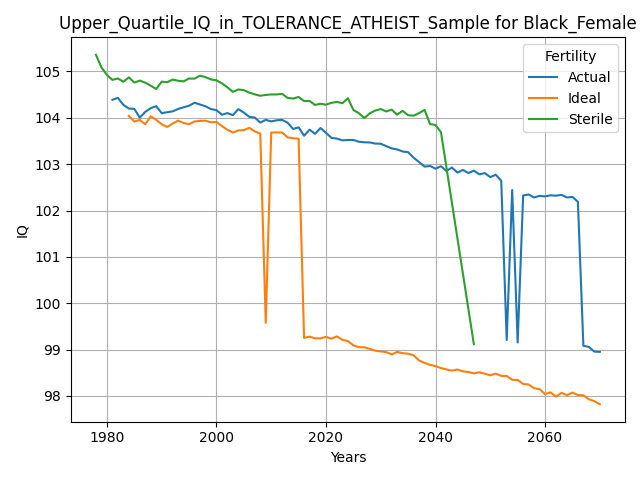 Upper_Quartile_IQ_in_TOLERANCE_ATHEIST_Sample for Black_Female
Fertility
Actual
Ideal
Sterile
105
104
103
102
101
100
99
98
IQ
1980
2000
2020
2040
2060
Years